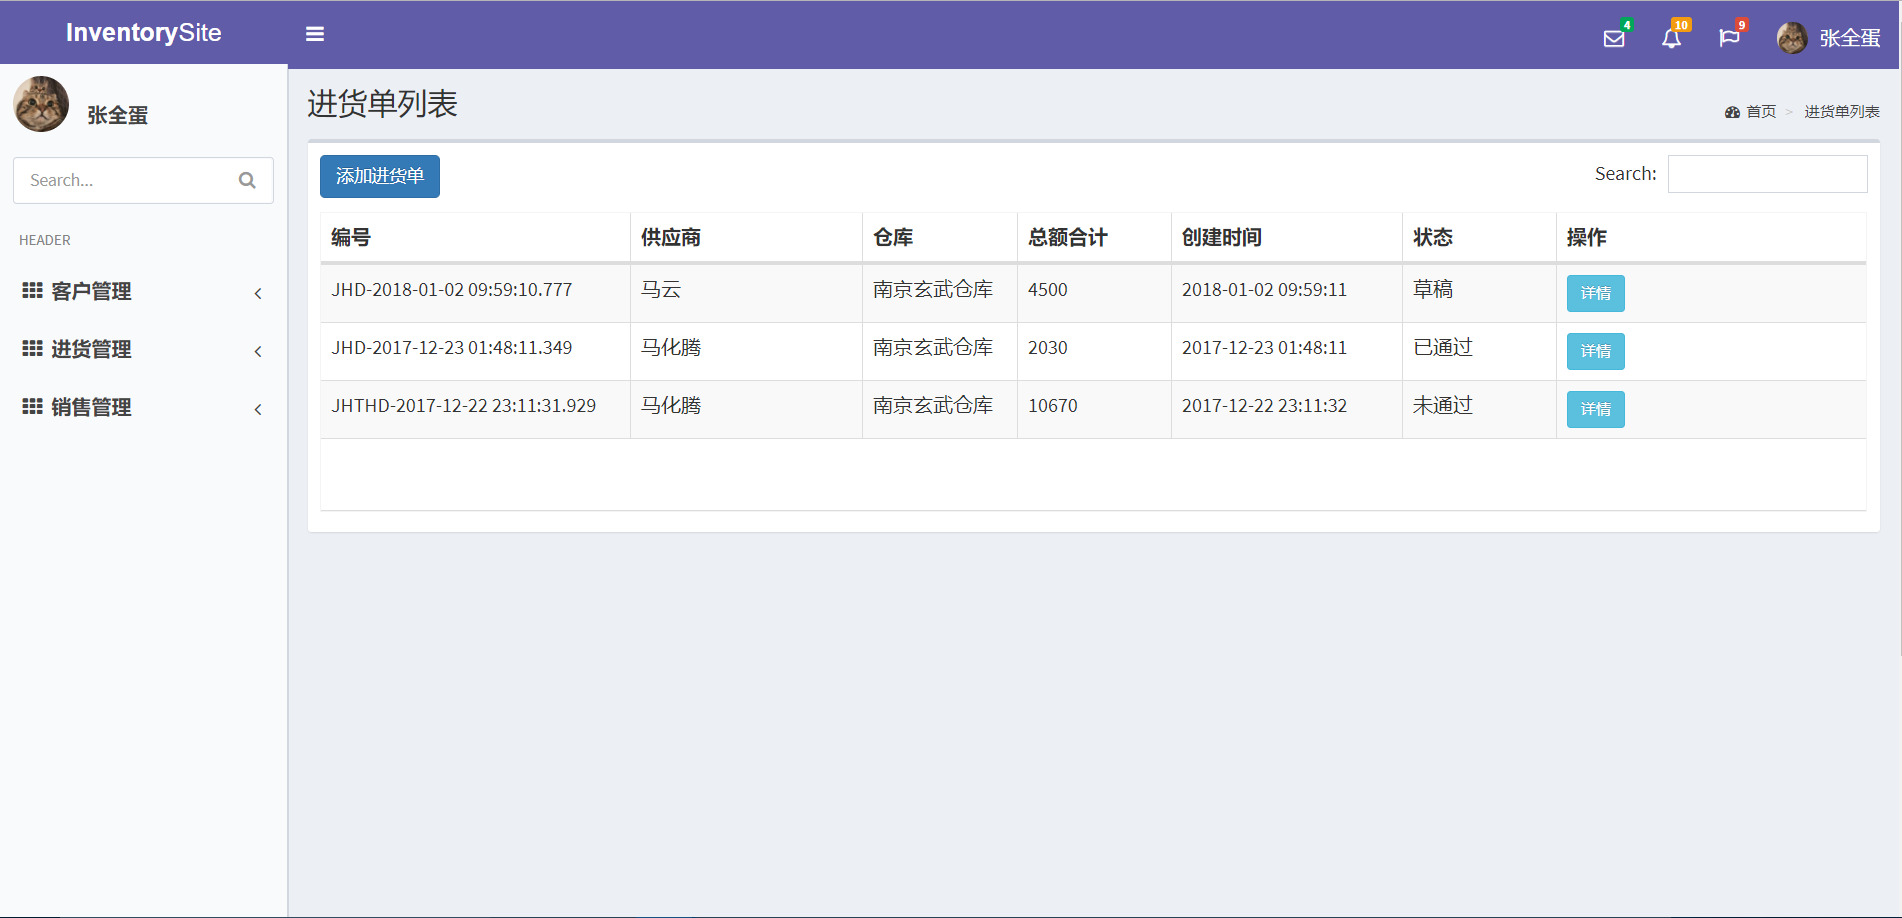 InventorySite
4
10
9
张全蛋
张全蛋
Search...
HEADER
客户管理
进货管理
销售管理
进货单列表
首页 > 进货单列表
添加进货单
Search:
编号 供应商 仓库 总额合计 创建时间 状态 操作
JHD-2018-01-02 09:59:10.777 马云 南京玄武仓库 4500 2018-01-02 09:59:11 草稿 详情
JHD-2017-12-23 01:48:11.349 马化腾 南京玄武仓库 2030 2017-12-23 01:48:11 已通过 详情
JHTHD-2017-12-22 23:11:31.929 马化腾 南京玄武仓库 10670 2017-12-22 23:11:32 未通过 详情